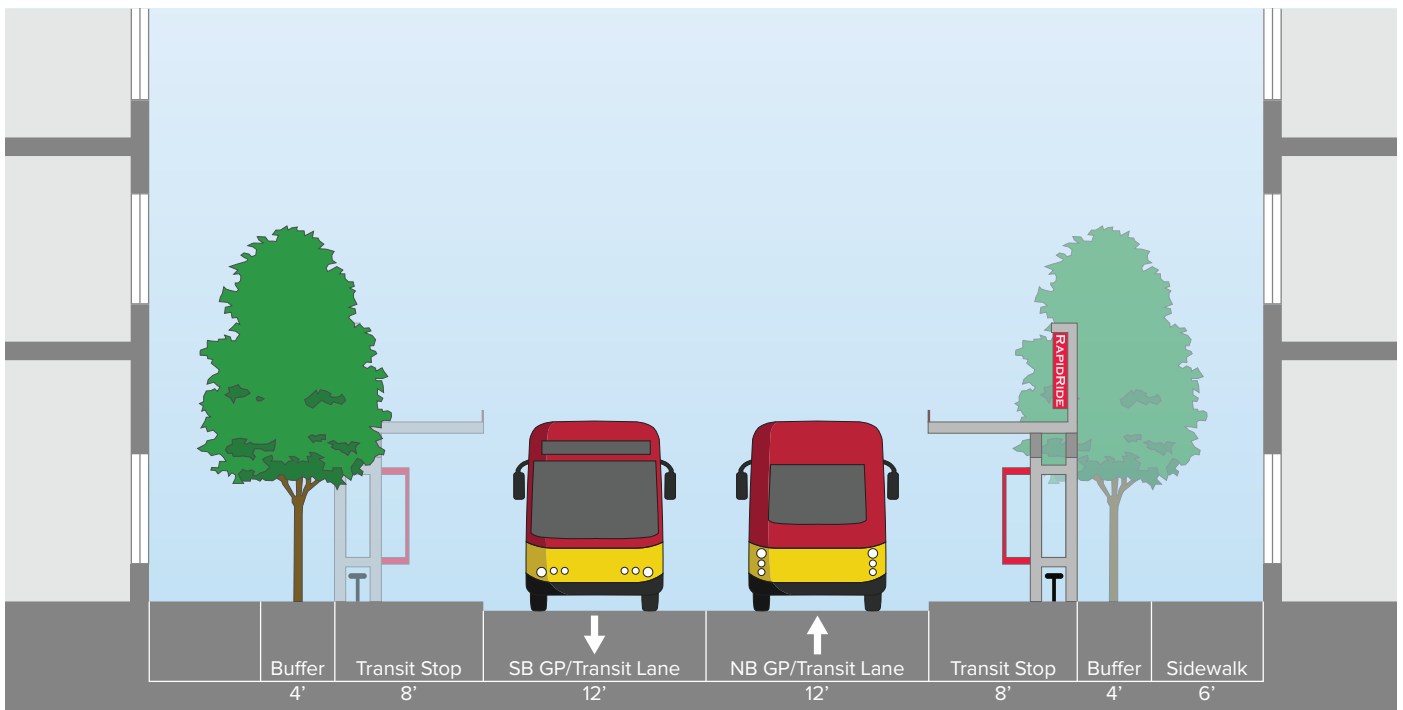 RAPIDRIDE
Buffer
Transit Stop
SB GP/Transit Lane
NB GP/Transit Lane
Transit Stop
Buffer
Sidewalk
4’
8’
12’
12’
8’
4’
6’